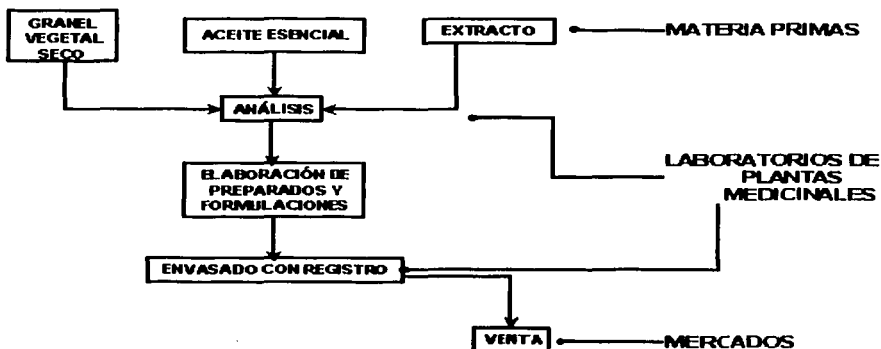 GRANEL
VEGETAL
SECO
ACEITE ESENCIAL
EXTRACTO
MATERIA PRIMAS
ANÁLISIS
ELABORACIÓN DE
PREPARADOS Y
FORMULACIONES
LABORATORIOS DE
PLANTAS
MEDICINALES
ENVASADO CON REGISTRO
VENTA
MERCADOS